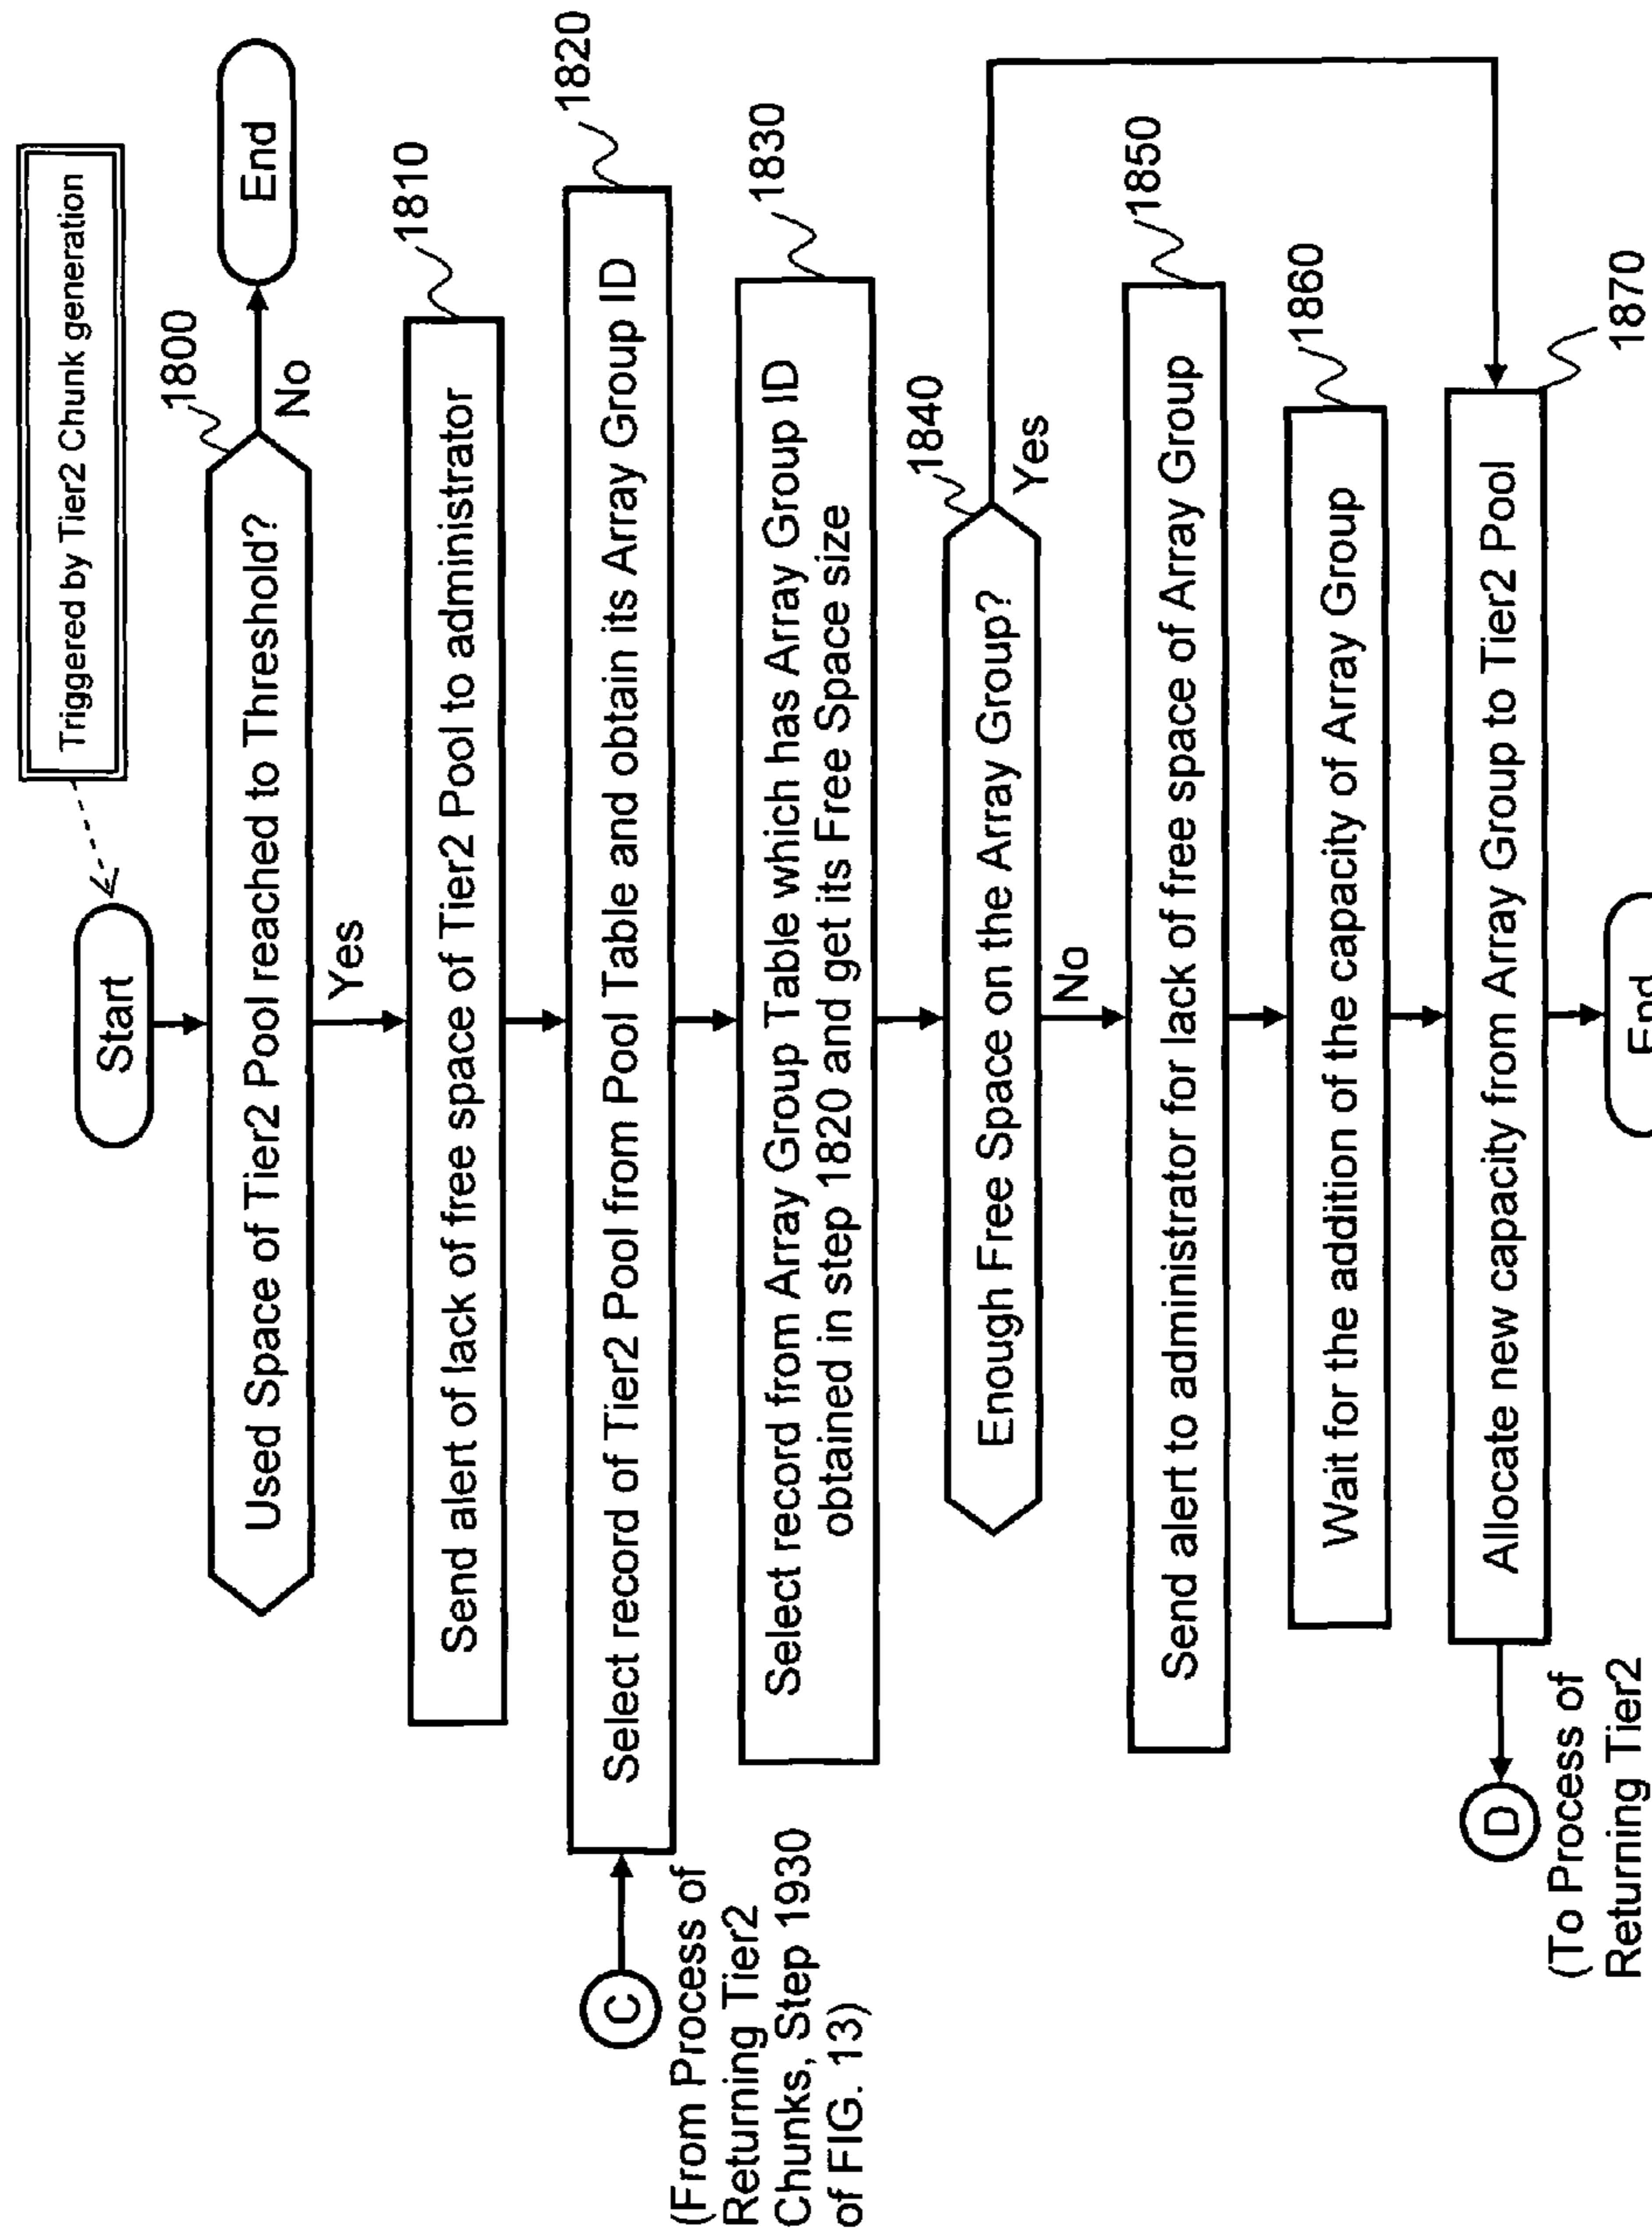 Triggered by Tier2 Chunk generation
Start
1800
Used Space of Tier2 Pool reached to Threshold?
No
End
Yes
1810
Send alert of lack of free space of Tier2 Pool to administrator
1820
C
(From Process of
Returning Tier2
Chunks, Step 1930
of FIG. 13)
Select record of Tier2 Pool from Pool Table and obtain its Array Group ID
1830
Select record from Array Group Table which has Array Group ID
obtained in step 1820 and get its Free Space size
1840
Enough Free Space on the Array Group?
Yes
No
1850
Send alert to administrator for lack of free space of Array Group
1860
Wait for the addition of the capacity of Array Group
1870
Allocate new capacity from Array Group to Tier2 Pool
D
(To Process of
Returning Tier2
End